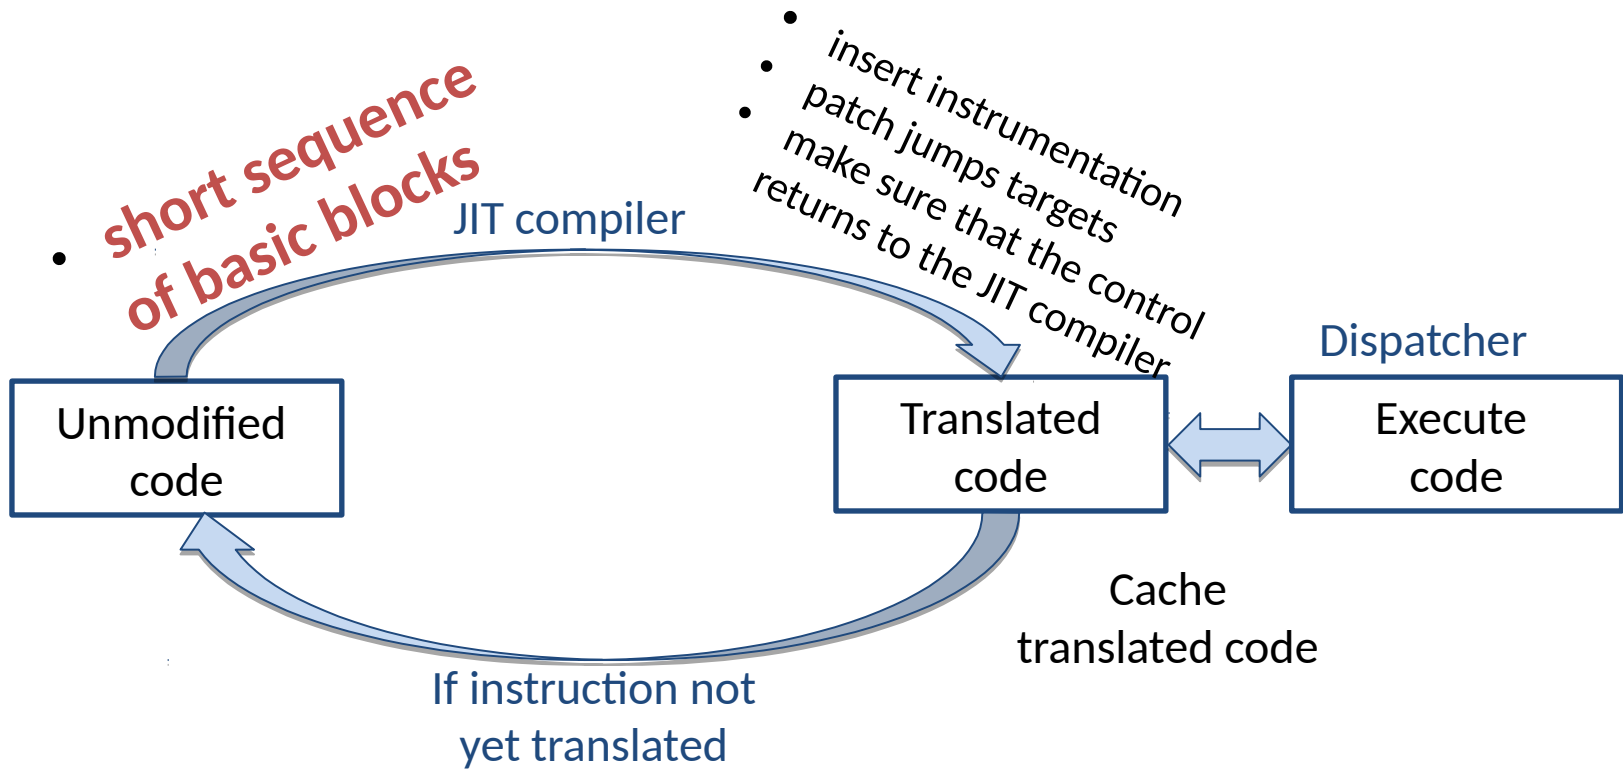 • insert instrumentation
• patch jumps targets
• make sure that the control
returns to the JIT compiler
• short sequence
of basic blocks
JIT compiler
Dispatcher
Unmodified
code
Translated
code
Execute
code
Cache
translated code
If instruction not
yet translated